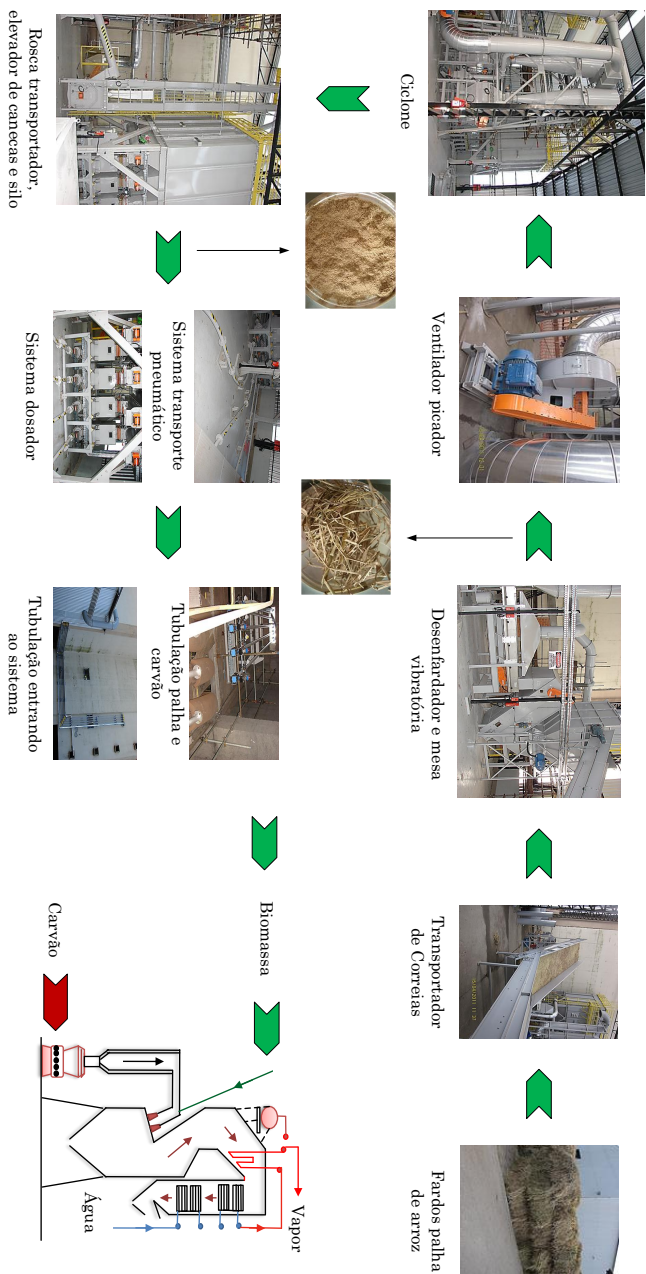 Ciclone
Ventilador picador
Desenfardador e mesa
vibratória
Transportador
de Correias
Fardos palha
de arroz
Sistema transporte
pneumático
Tubulação palha e
carvão
Biomassa
Vapor
Rosca transportador,
elevador de canecas e silo
Sistema dosador
Tubulação entrando
ao sistema
Carvão
Água